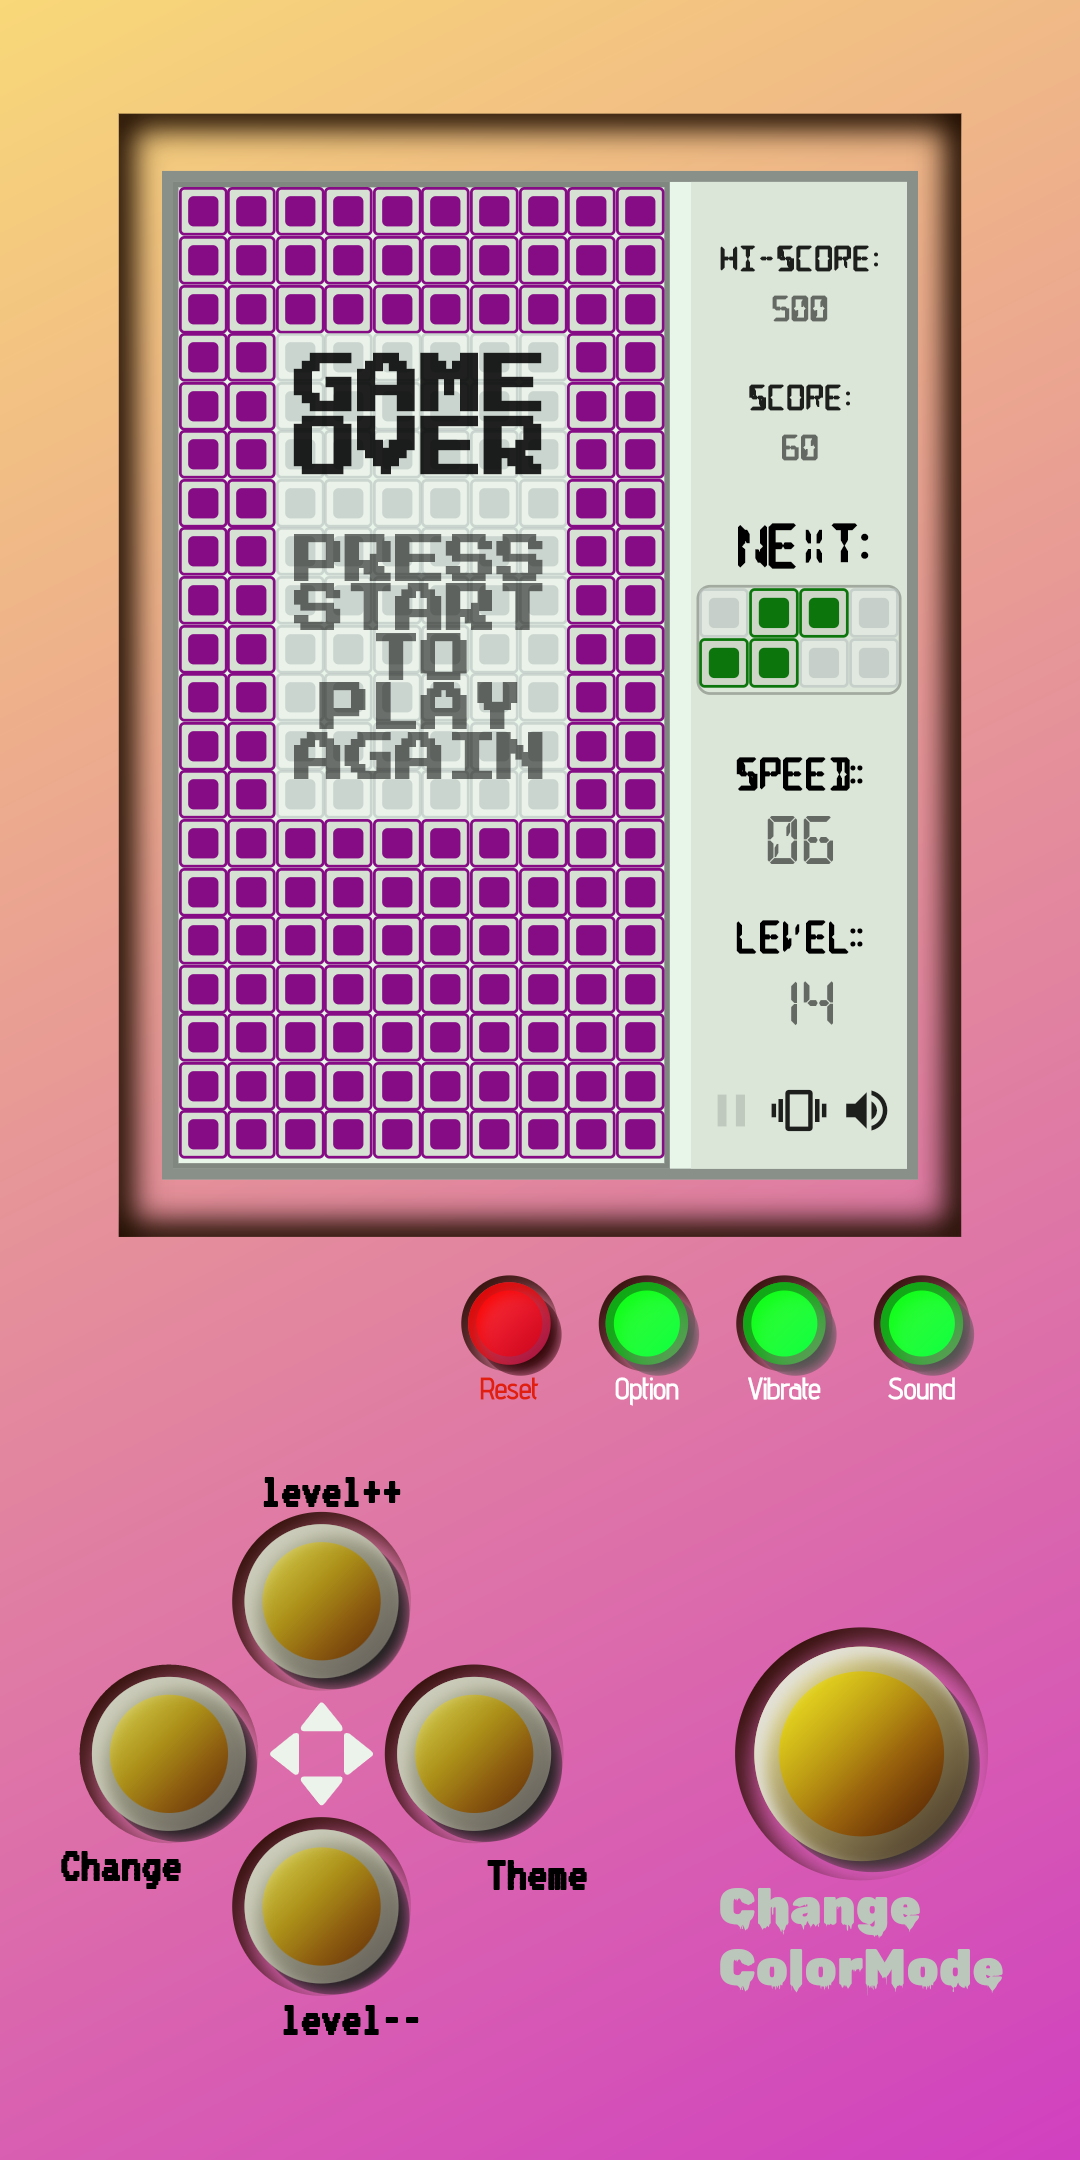 HI-SCORE:
500
SCORE:
60
GAME
OVER
PRESS
START
TO
PLAY
AGAIN
NEXT:
SPEED::
06
LEVEL::
14
Reset
Option
Vibrate
Sound
level++
Change
Theme
level--
Change
ColorMode